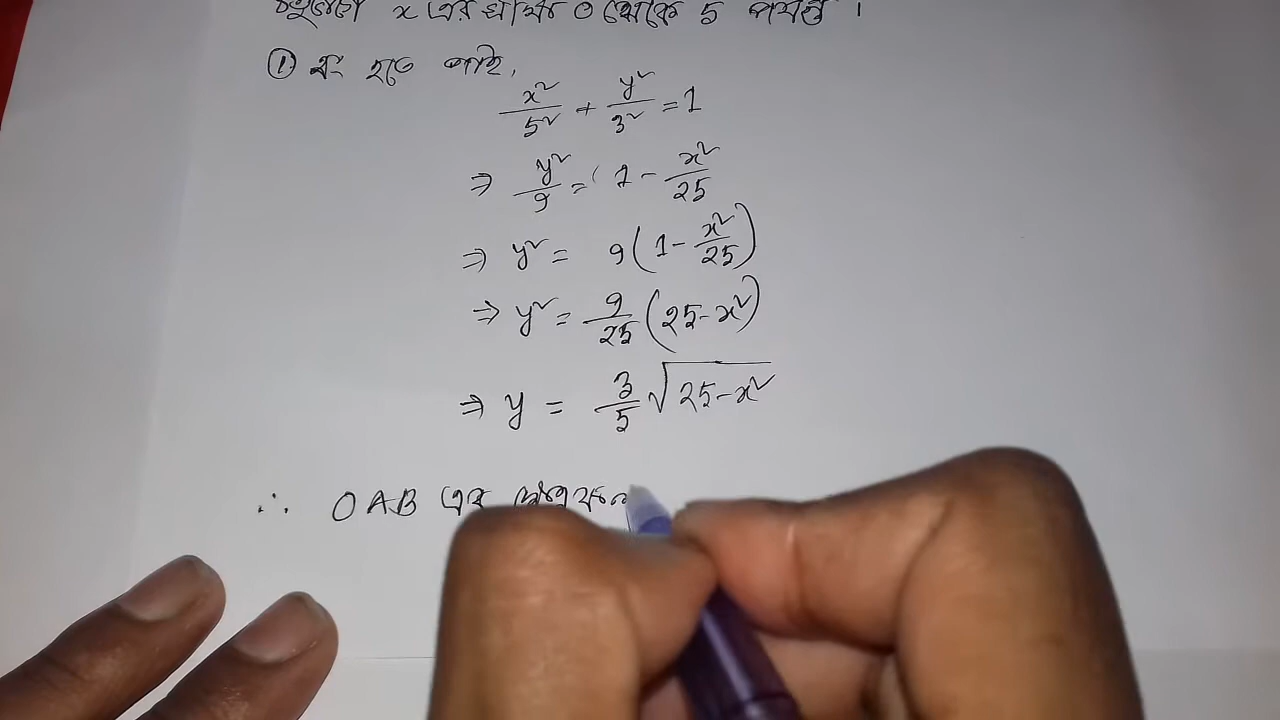 x এর সীমা 0 থেকে 5 পর্যন্ত ।
① নং হতে পাই,
x²/5² + y²/3² = 1
⇒ y²/9 = 1 - x²/25
⇒ y² = 9(1 - x²/25)
⇒ y² = 9/25 (25-x²)
⇒ y = 3/5 √(25-x²)
∴ OAB এর ক্ষেত্রফল